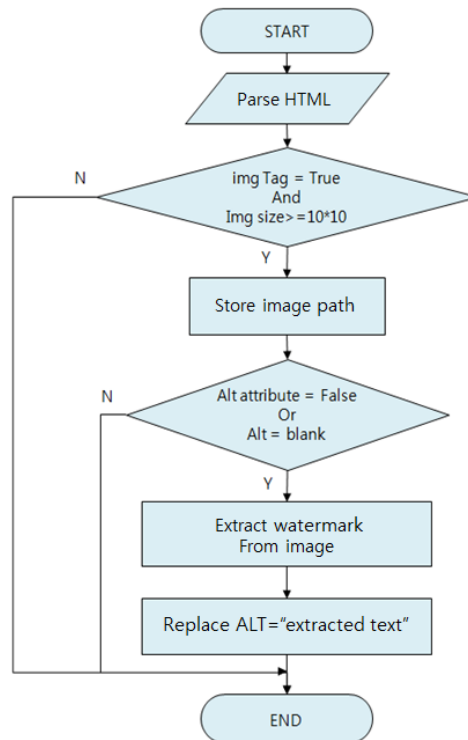 START
Parse HTML
N
img Tag = True
And
Img size>=10*10
Y
Store image path
N
Alt attribute = False
Or
Alt = blank
Y
Extract watermark
From image
Replace ALT=“extracted text”
END